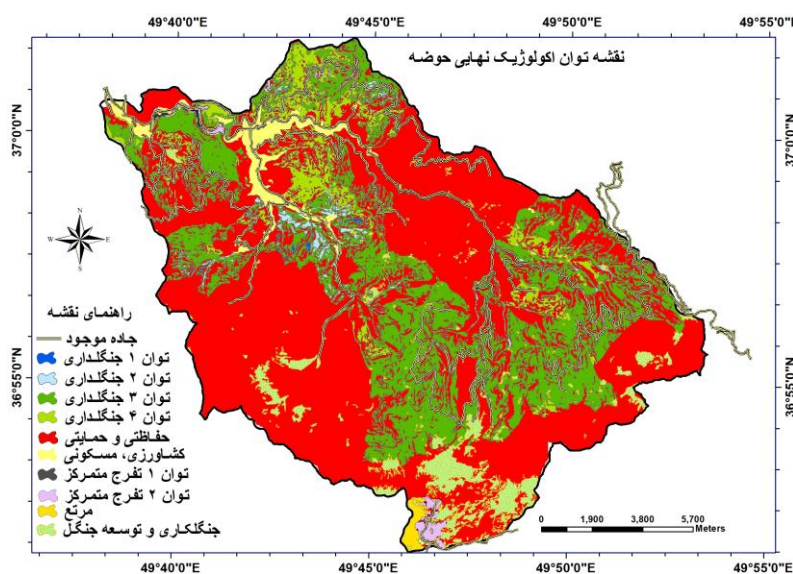 49°40'0"E 49°45'0"E 49°50'0"E 49°55'0"E
نقشه توان اکولوژیک نهایی حوضه
37°0'0"N
37°0'0"N
N
W E
S
راهنمای نقشه
جاده موجود
توان ۱ جنگلداری
توان ۲ جنگلداری
توان ۳ جنگلداری
توان ۴ جنگلداری
حفاظتی و حمایتی
کشاورزی، مسکونی
توان ۱ تفرج متمرکز
توان ۲ تفرج متمرکز
مرتع
جنگلکاری و توسعه جنگل
36°55'0"N
36°55'0"N
0 1,900 3,800 5,700
Meters
49°40'0"E 49°45'0"E 49°50'0"E 49°55'0"E